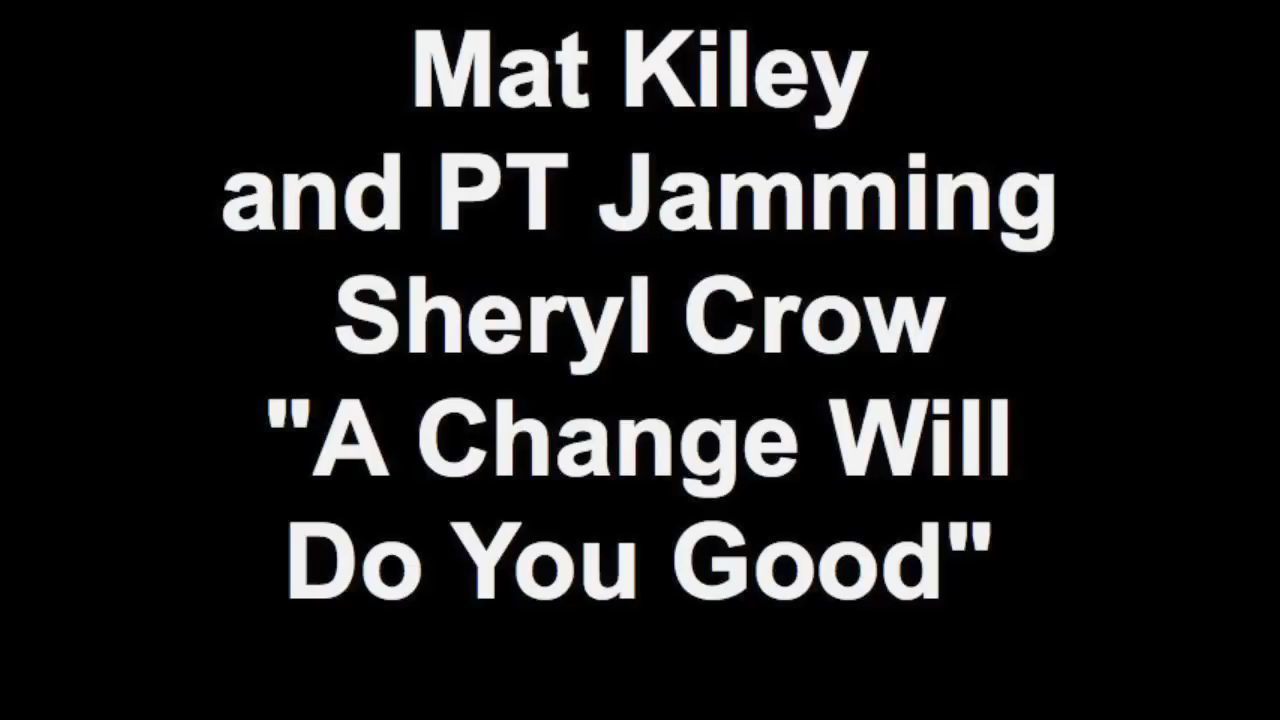 Mat Kiley
and PT Jamming
Sheryl Crow
"A Change Will
Do You Good"